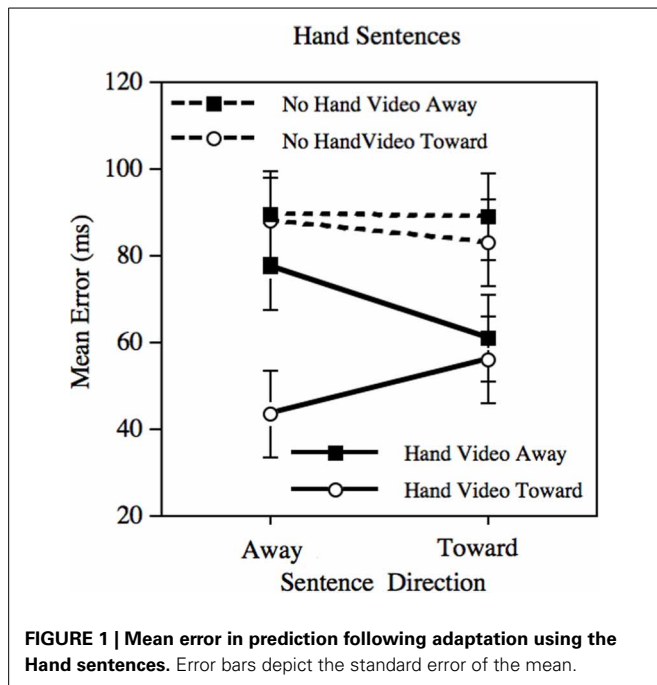 Hand Sentences
120
No Hand Video Away
No HandVideo Toward
100
80
Mean Error (ms)
60
40
Hand Video Away
Hand Video Toward
20
Away Toward
Sentence Direction
FIGURE 1 | Mean error in prediction following adaptation using the
Hand sentences. Error bars depict the standard error of the mean.